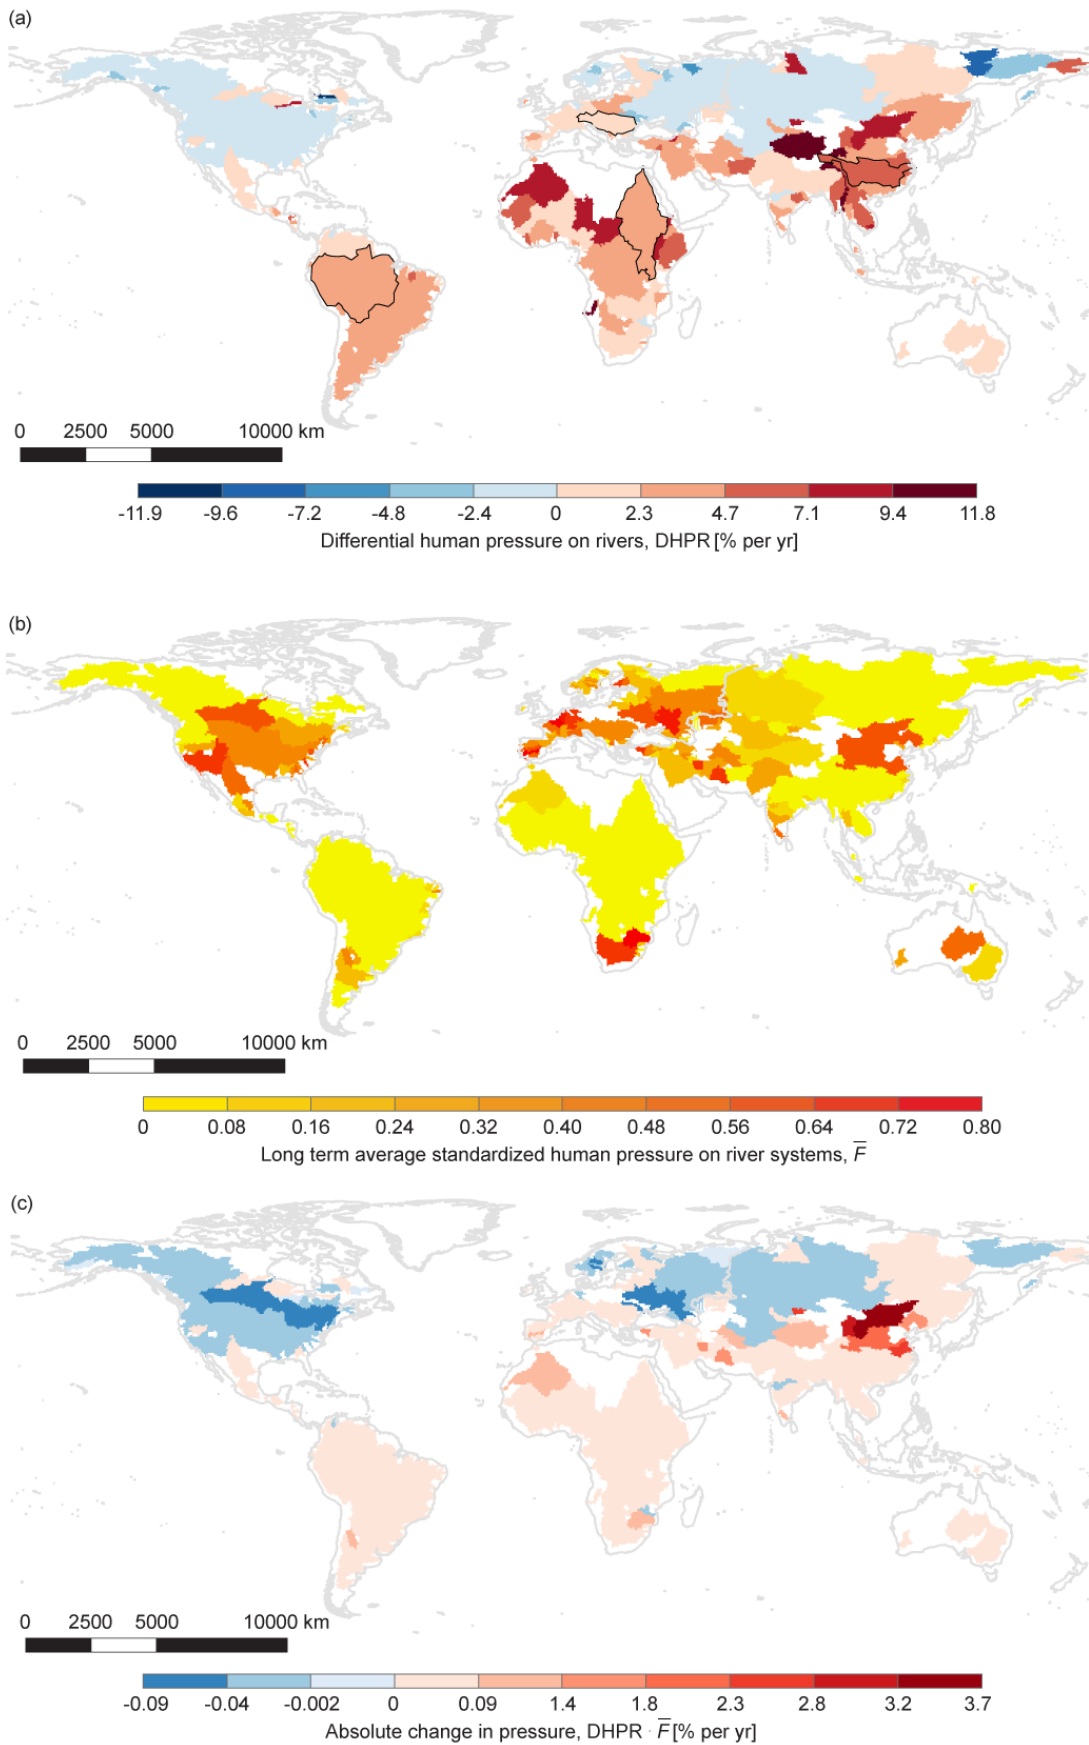 (a)
0 2500 5000 10000 km
-11.9 -9.6 -7.2 -4.8 -2.4 0 2.3 4.7 7.1 9.4 11.8
Differential human pressure on rivers, DHPR [% per yr]
(b)
0 2500 5000 10000 km
0 0.08 0.16 0.24 0.32 0.40 0.48 0.56 0.64 0.72 0.80
Long term average standardized human pressure on river systems, F̅
(c)
0 2500 5000 10000 km
-0.09 -0.04 -0.002 0 0.09 1.4 1.8 2.3 2.8 3.2 3.7
Absolute change in pressure, DHPR · F̅ [% per yr]